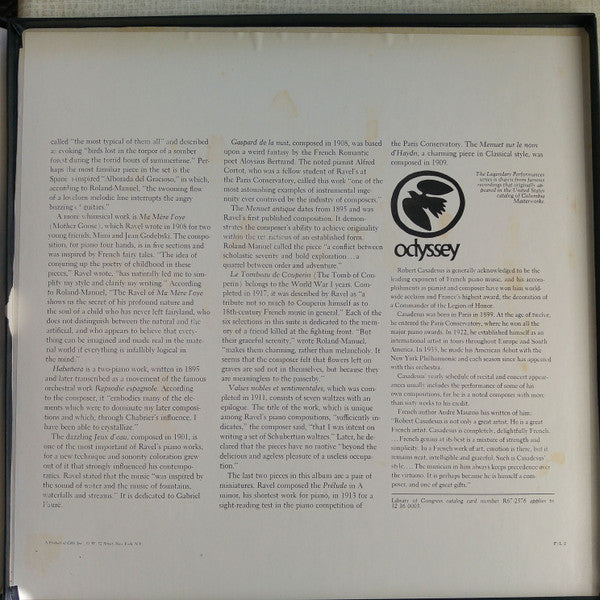 called "the most typical of them all" and described
as evoking "birds lost in the torpor of a somber
forest during the torrid hours of summertime." Per-
haps the most familiar piece in the set is the
Spanish-inspired "Alborada del Gracioso," in which,
according to Roland-Manuel, "the swooning flow
of a lovelorn melodic line interrupts the angry
buzzing of guitars."
A more whimsical work is Ma Mère l'oye
(Mother Goose), which Ravel wrote in 1908 for two
young friends, Mimi and Jean Godebski. The compo-
sition, for piano four hands, is in five sections and
was inspired by French fairy tales. "The idea of
conjuring up the poetry of childhood in these
pieces," Ravel wrote, "has naturally led me to sim-
plify my style and clarify my writing." According
to Roland-Manuel, "The Ravel of Ma Mère l'oye
shows us the secret of his profound nature and
the soul of a child who has never left fairyland, who
does not distinguish between the natural and the
artificial, and who appears to believe that every-
thing can be imagined and made real in the mate-
rial world if everything is infallibly logical in
the mind."
Habanera is a two-piano work, written in 1895
and later transcribed as a movement of the famous
orchestral work Rapsodie espagnole. According
to the composer, it "embodies many of the ele-
ments which were to dominate my later composi-
tions and which, through Chabrier's influence, I
have been able to crystallize."
The dazzling Jeux d'eau, composed in 1901, is
one of the most important of Ravel's piano works,
for a new technique and sonority coloring grew
out of it that strongly influenced his contempo-
raries. Ravel stated that the music "was inspired by
the sound of water and the music of fountains,
waterfalls and streams." It is dedicated to Gabriel
Fauré.
Gaspard de la nuit, composed in 1908, was based
upon a weird fantasy by the French Romantic
poet Aloysius Bertrand. The noted pianist Alfred
Cortot, who was a fellow student of Ravel's at
the Paris Conservatory, called this work "one of the
most astonishing examples of instrumental inge-
nuity ever contrived by the industry of composers."
The Menuet antique dates from 1895 and was
Ravel's first published composition. It demon-
strates the composer's ability to achieve originality
within the strictures of an established form.
Roland-Manuel called the piece "a conflict between
scholastic severity and bold exploration... a
quarrel between order and adventure."
Le Tombeau de Couperin (The Tomb of Cou-
perin) belongs to the World War I years. Com-
pleted in 1917, it was described by Ravel as "a
tribute not so much to Couperin himself as to
18th-century French music in general." Each of the
six selections in this suite is dedicated to the mem-
ory of a friend killed at the fighting front. "But
their graceful serenity," wrote Roland-Manuel,
"makes them charming, rather than melancholy. It
seems that the composer felt that flowers left on
graves are sad not in themselves, but because they
are meaningless to the passerby."
Valses nobles et sentimentales, which was com-
pleted in 1911, consists of seven waltzes with an
epilogue. The title of the work, which is unique
among Ravel's piano compositions, "sufficiently in-
dicates," the composer said, "that I was intent on
writing a set of Schubertian waltzes." Later, he de-
clared that the pieces have no motive "beyond the
delicious and ageless pleasure of a useless occupa-
tion."
The last two pieces in this album are a pair of
miniatures. Ravel composed the Prélude in A
minor, his shortest work for piano, in 1913 for a
sight-reading test in the piano competition of
the Paris Conservatory. The Menuet sur le nom
d'Haydn, a charming piece in Classical style, was
composed in 1909.
The Legendary Performances
series is drawn from famous
recordings that originally ap-
peared in the United States
catalog of Columbia
Masterworks.
odyssey
Robert Casadesus is generally acknowledged to be the
leading exponent of French piano music, and his accom-
plishments as pianist and composer have won him world-
wide acclaim and France's highest award, the decoration of
a Commander of the Legion of Honor.
Casadesus was born in Paris in 1899. At the age of twelve,
he entered the Paris Conservatory, where he won all the
major piano awards. In 1922, he established himself as an
international artist in tours throughout Europe and South
America. In 1935, he made his American debut with the
New York Philharmonic and each season since has appeared
with this orchestra.
Casadesus' yearly schedule of recital and concert appear-
ances usually includes the performance of some of his
own compositions, for he is a noted composer with more
than sixty works to his credit.
French author André Maurois has written of him:
"Robert Casadesus is not only a great artist. He is a great
French artist. Casadesus is completely, delightfully French.
... French genius at its best is a mixture of strength and
simplicity. In a French work of art, emotion is there, but it
remains neat, intelligible and graceful. Such is Casadesus'
style.... The musician in him always keeps precedence over
the virtuoso. It is perhaps because he is himself a com-
poser, and one of great gifts."
Library of Congress catalog card number R67-2576 applies to
32 36 0003.